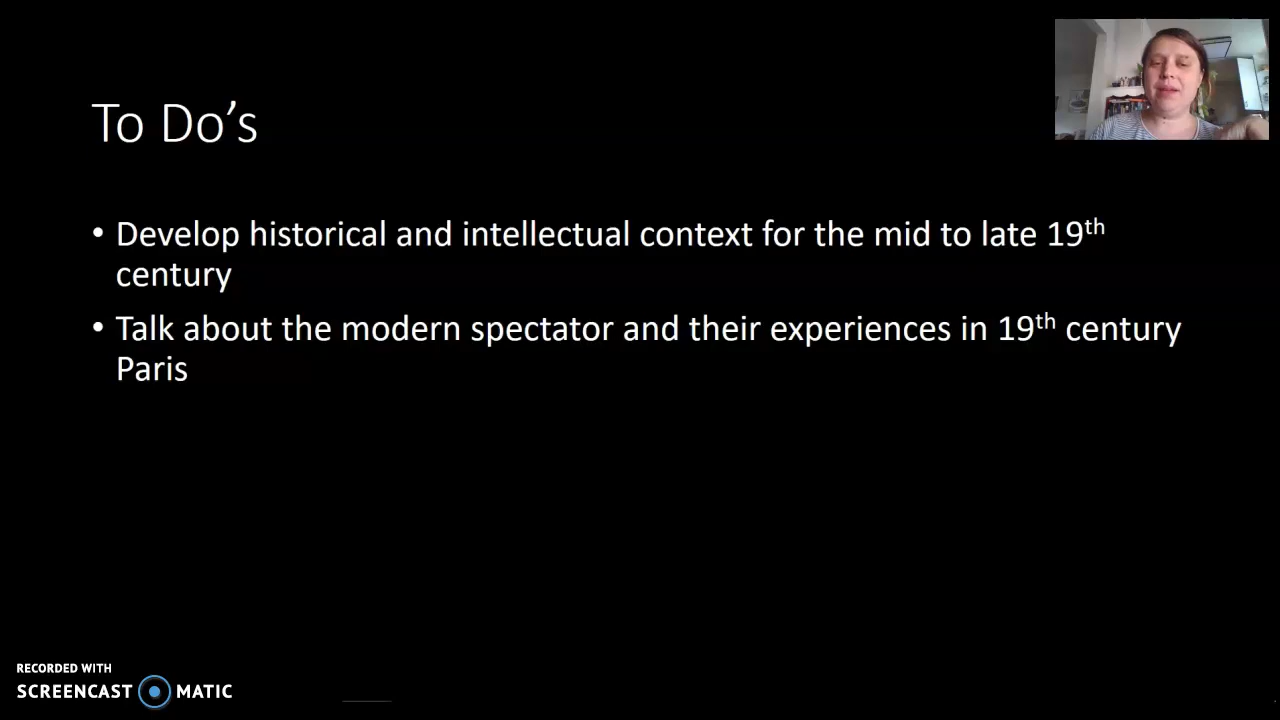 To Do’s
• Develop historical and intellectual context for the mid to late 19th
century
• Talk about the modern spectator and their experiences in 19th century
Paris
RECORDED WITH
SCREENCAST MATIC